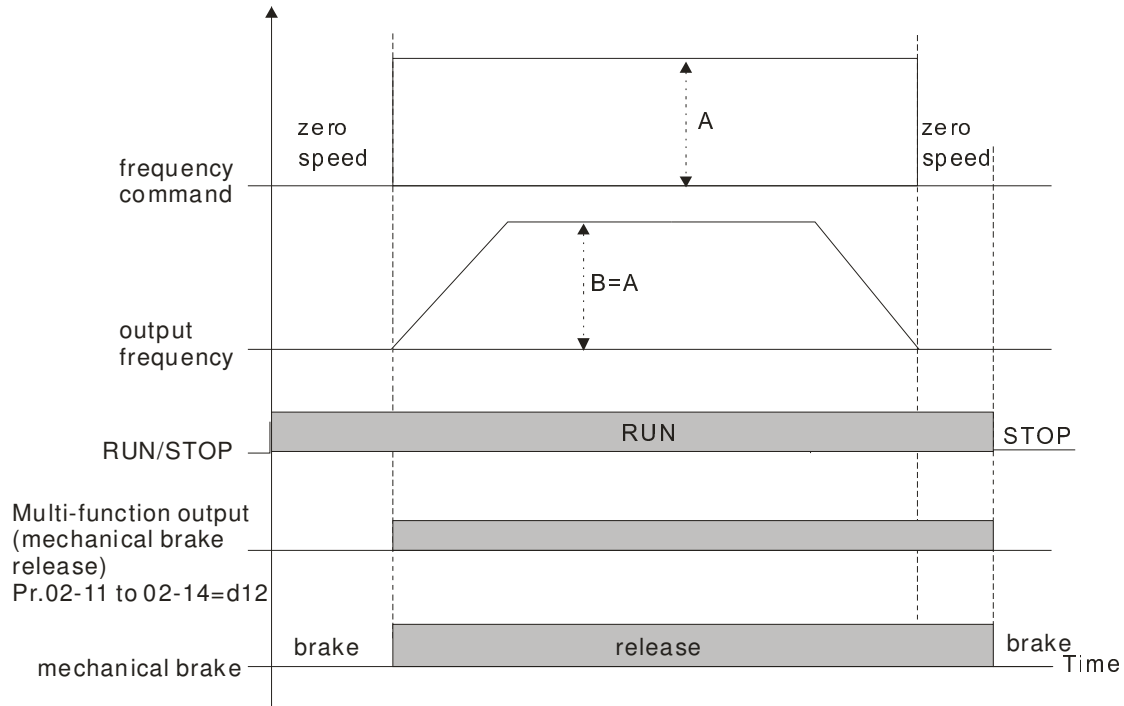 A
zero
speed
zero
speed
frequency
command
B=A
output
frequency
RUN
STOP
RUN/STOP
Multi-function output
(mechanical brake
release)
Pr.02-11 to 02-14=d12
brake
release
brake
Time
mechanical brake